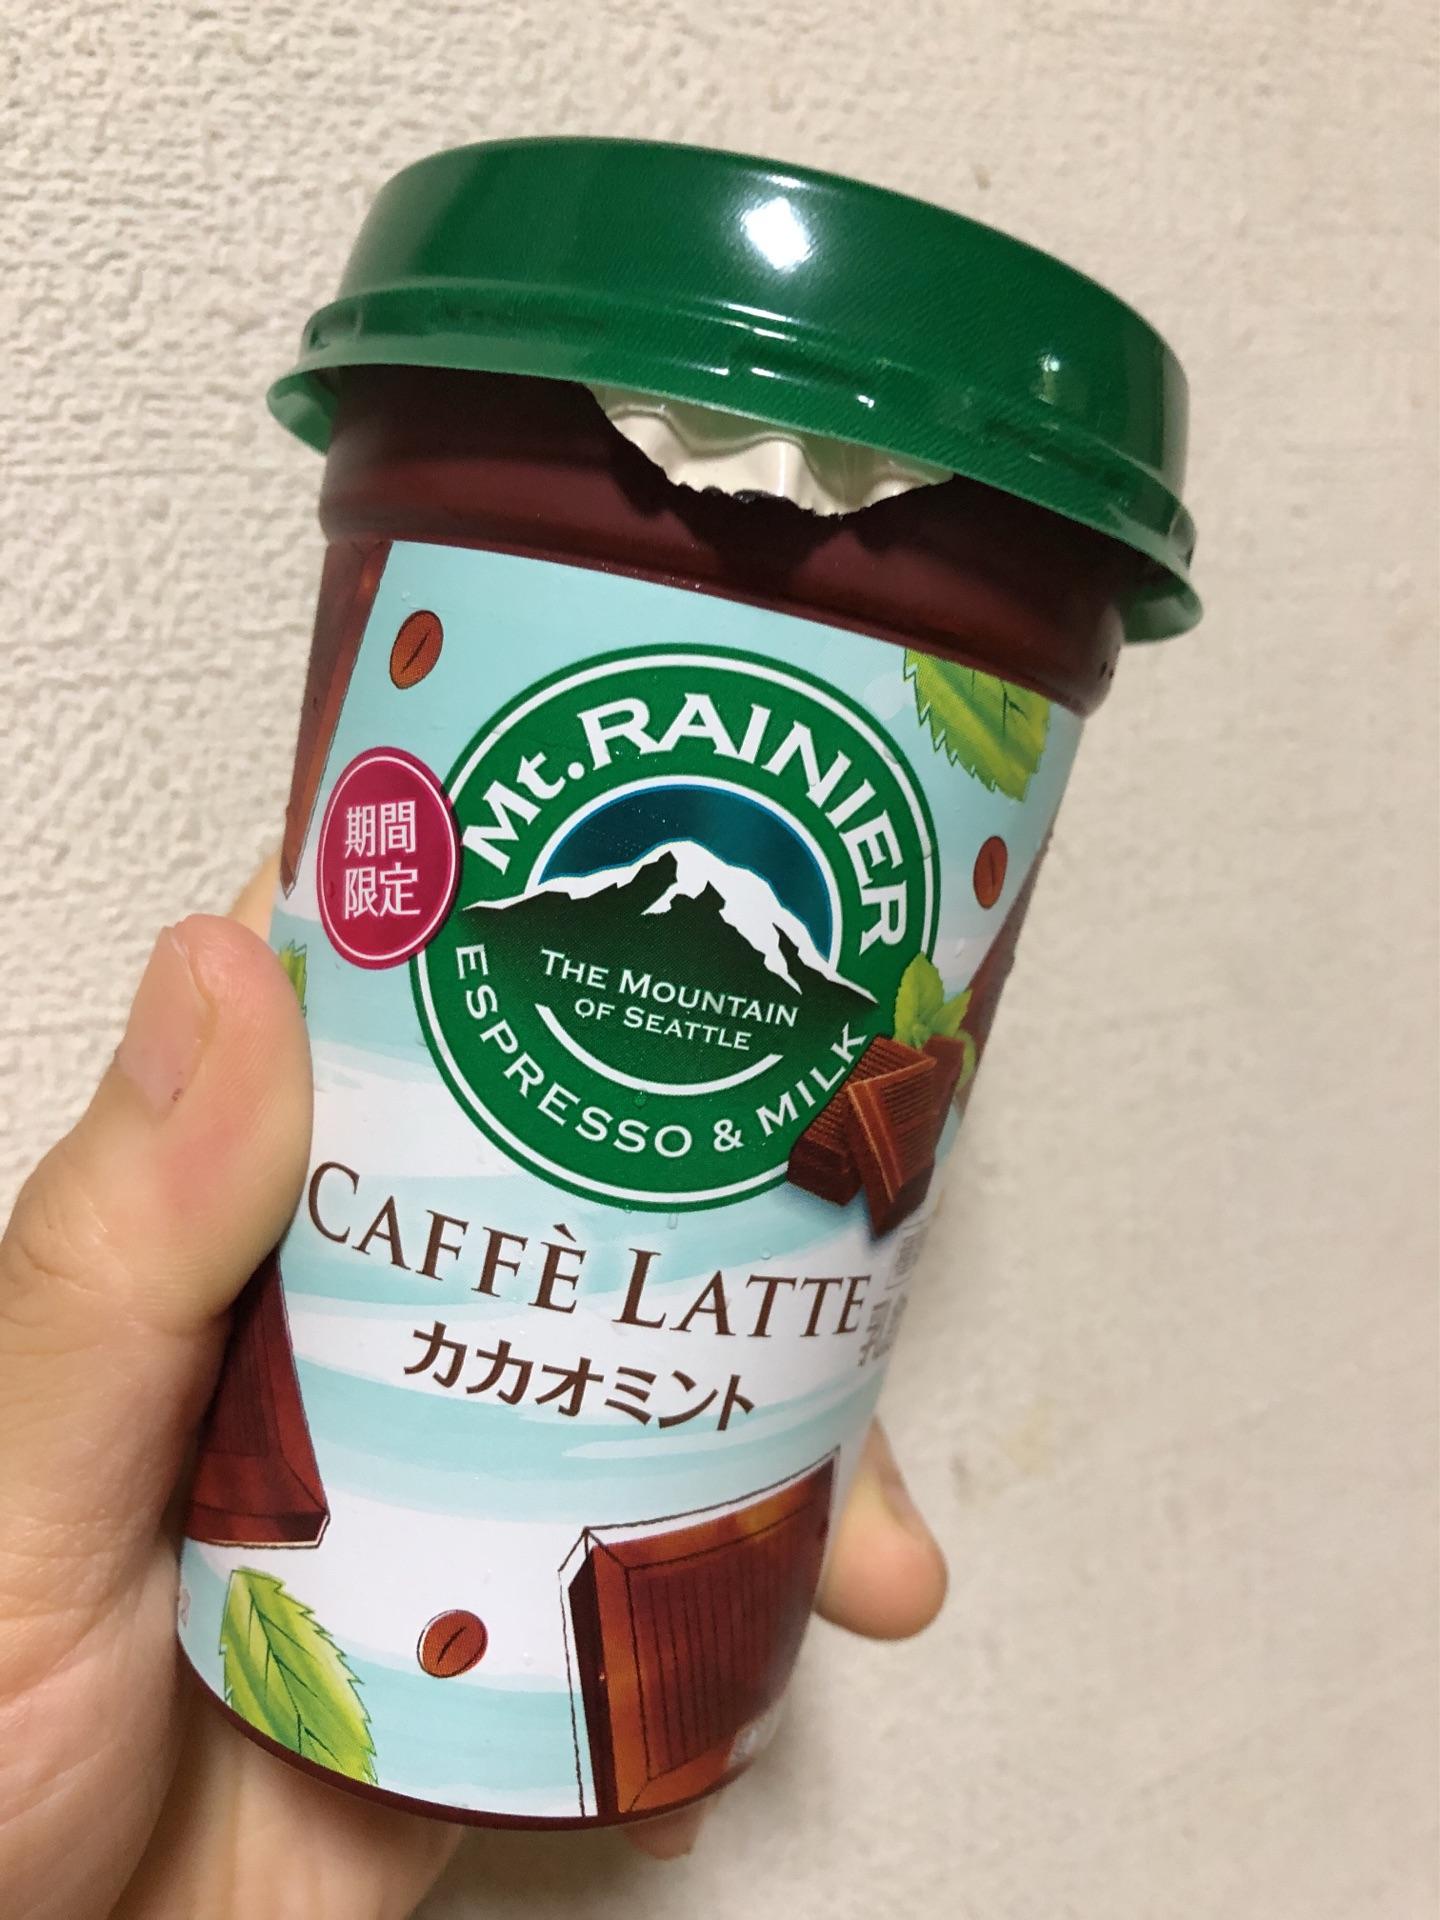 Mt. RAINIER
期間
限定
THE MOUNTAIN
OF SEATTLE
ESPRESSO & MILK
CAFFÈ LATTE
カカオミント